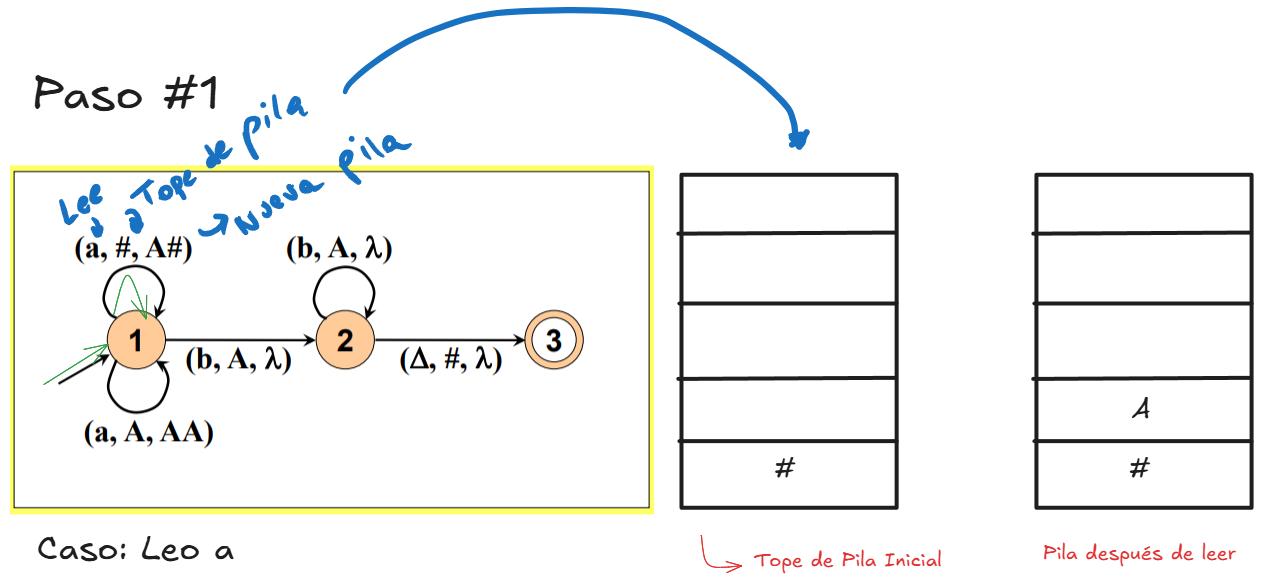 Paso #1
Lee Tope de pila
Nueva pila
(a, #, A#)
(b, A, λ)
1
2
3
(b, A, λ)
(Δ, #, λ)
(a, A, AA)
A
#
#
Caso: Leo a
Tope de Pila Inicial
Pila después de leer